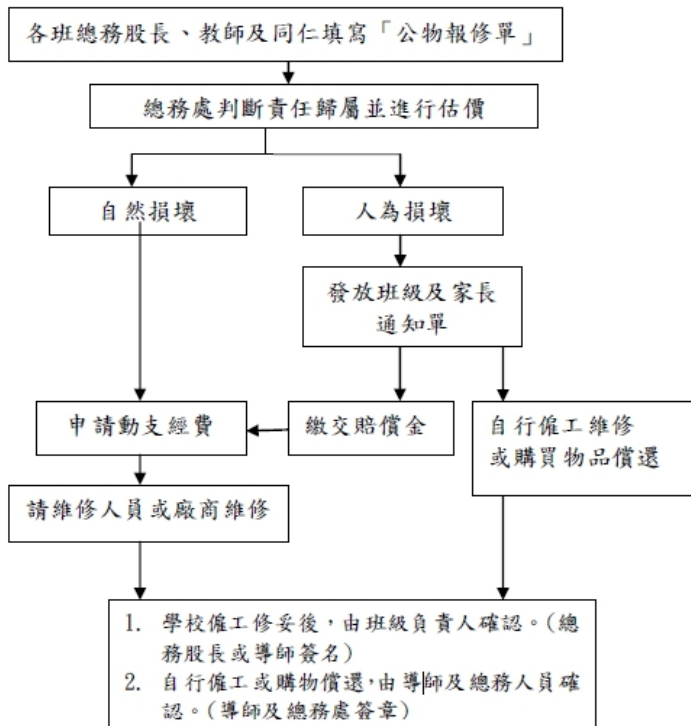 各班總務股長、教師及同仁填寫「公物報修單」
總務處判斷責任歸屬並進行估價
自然損壞
人為損壞
發放班級及家長
通知單
申請動支經費
繳交賠償金
自行僱工維修
或購買物品償還
請維修人員或廠商維修
1. 學校僱工修妥後，由班級負責人確認。(總
務股長或導師簽名)
2. 自行僱工或購物償還，由導師及總務人員確
認。(導師及總務處簽章)